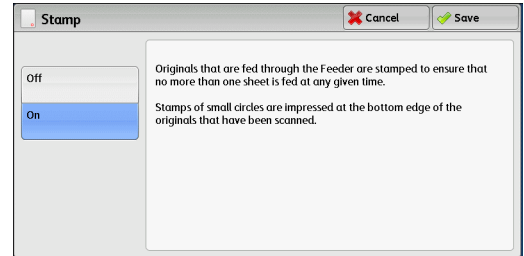 Stamp
Cancel
Save
Off
On
Originals that are fed through the Feeder are stamped to ensure that
no more than one sheet is fed at any given time.
Stamps of small circles are impressed at the bottom edge of the
originals that have been scanned.